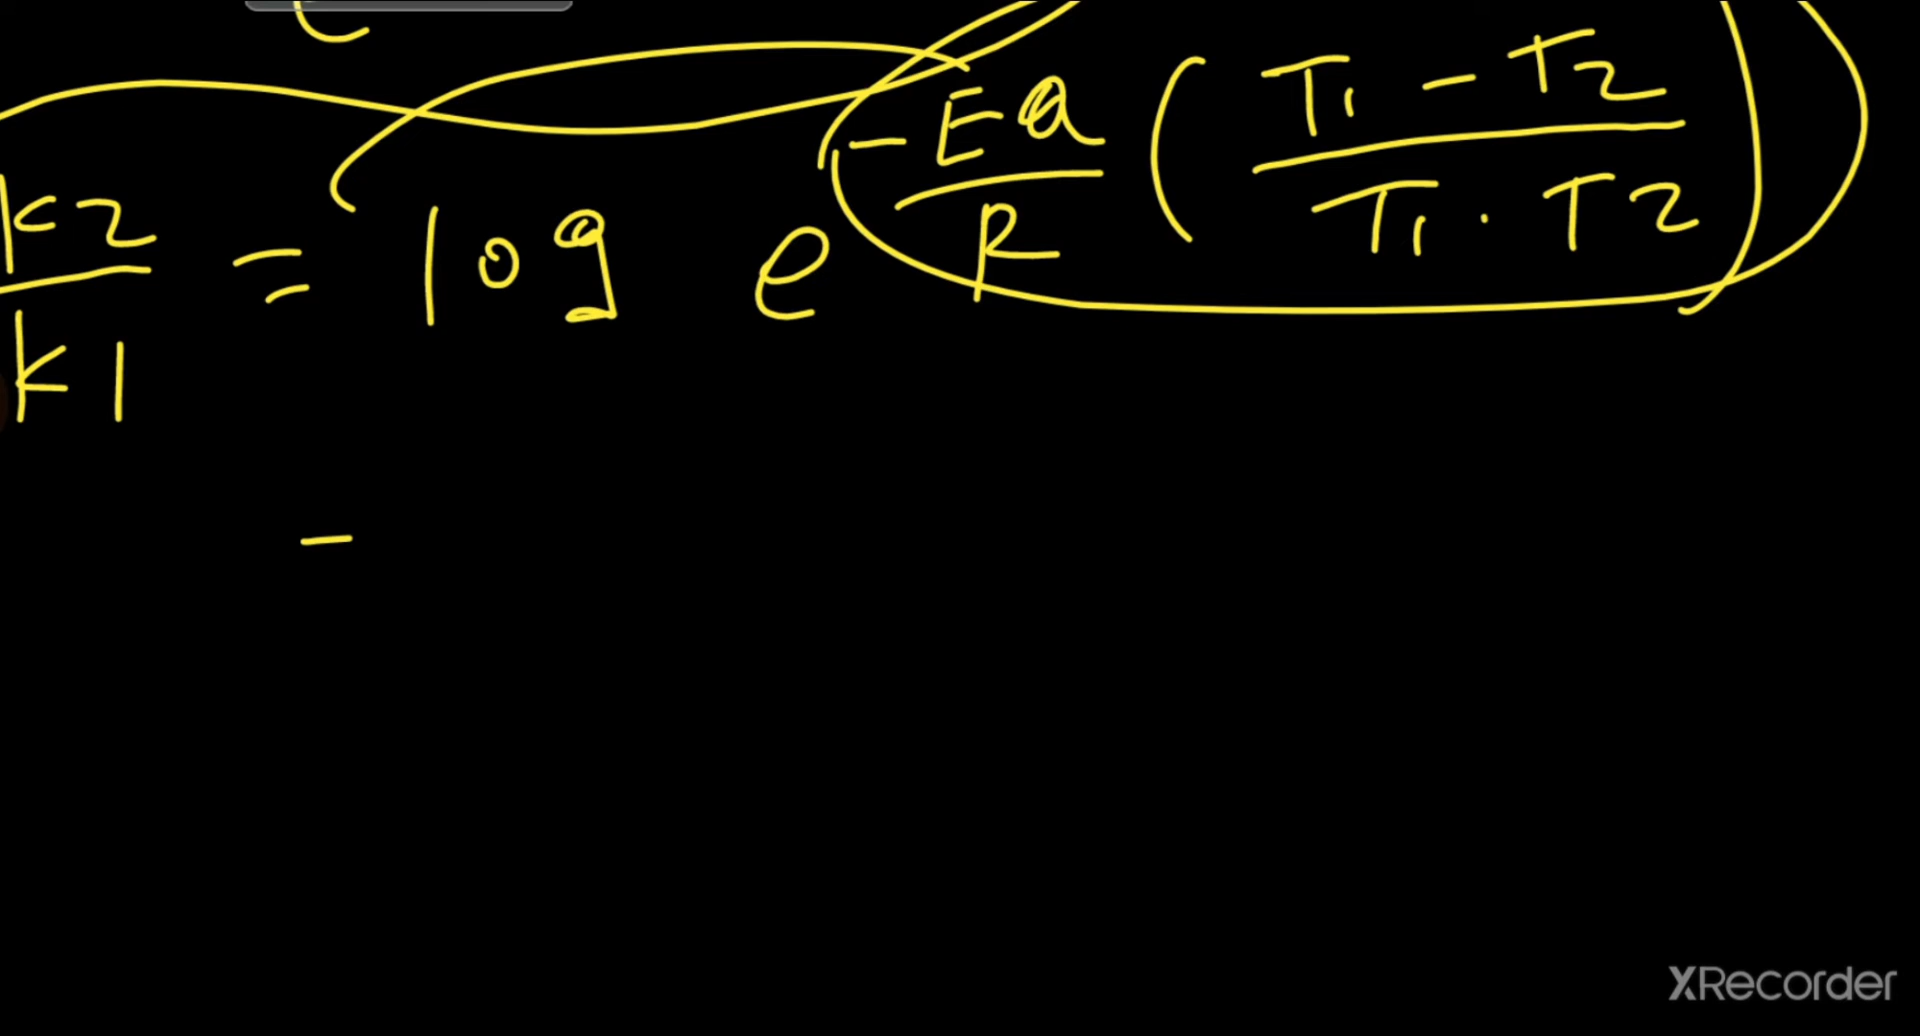 k2/k1 = log e^(-Ea/R (T1 - T2 / T1 . T2))
-
XRecorder